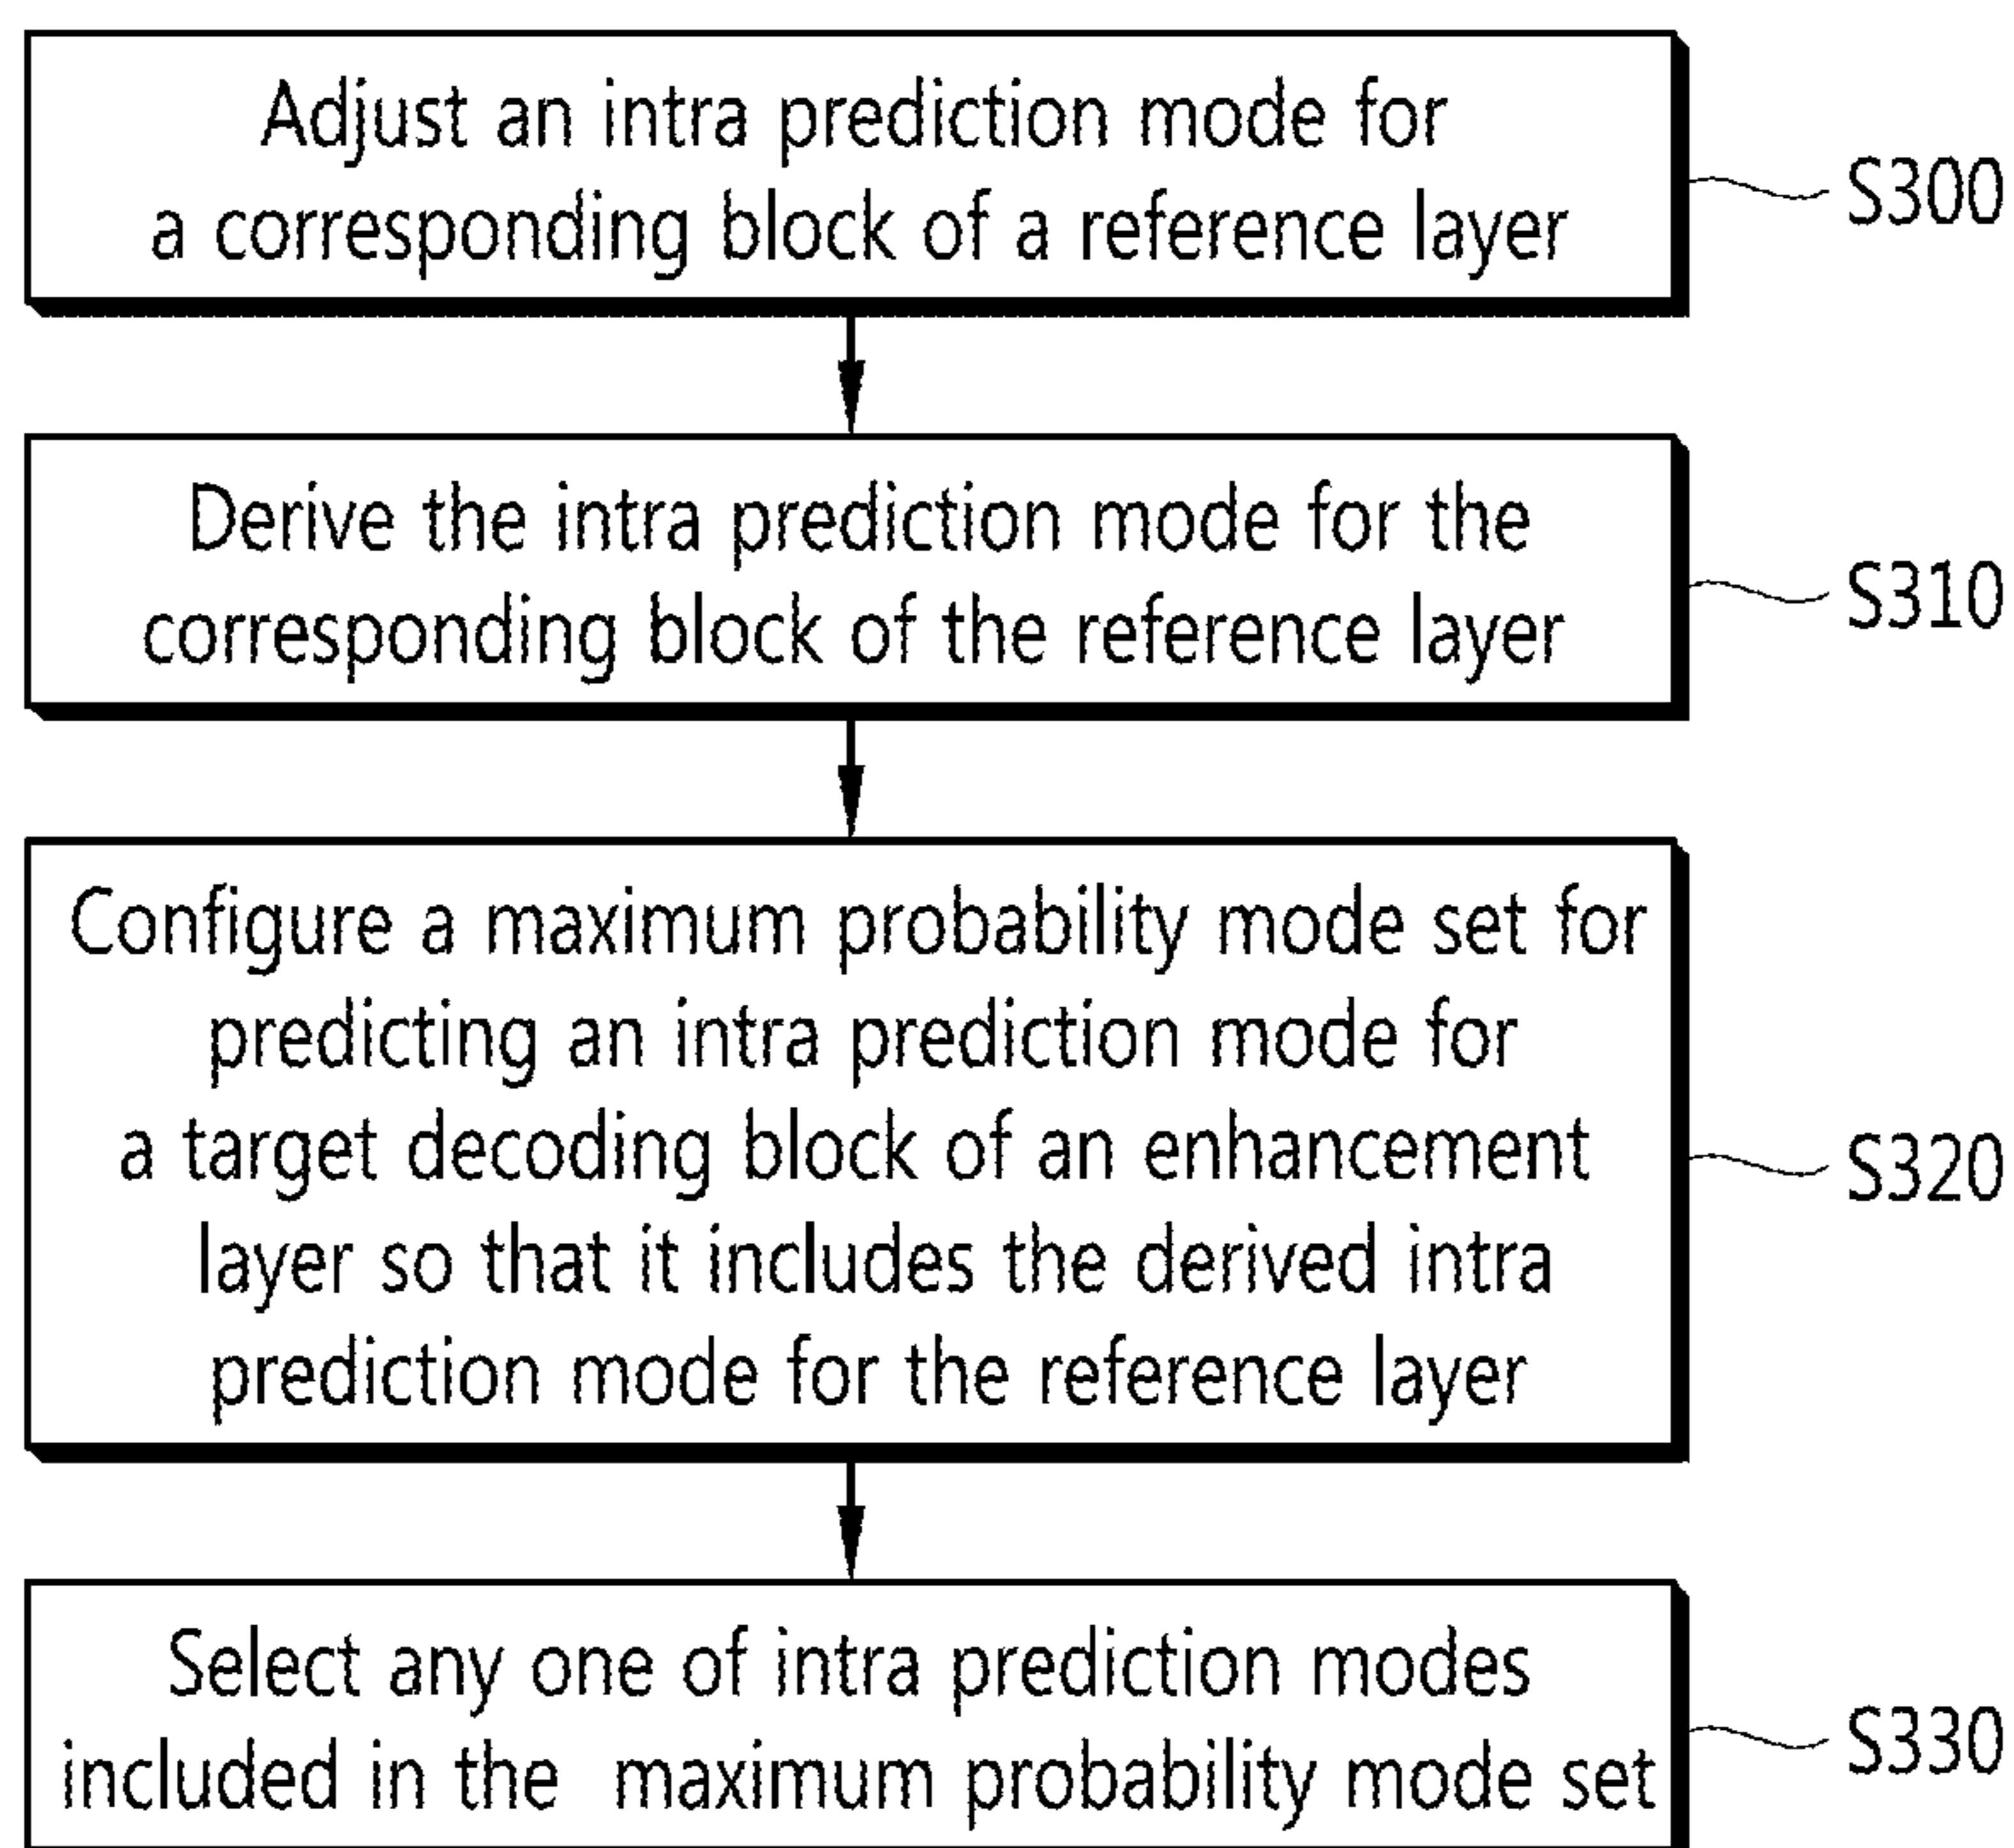 Adjust an intra prediction mode for
a corresponding block of a reference layer
S300
Derive the intra prediction mode for the
corresponding block of the reference layer
S310
Configure a maximum probability mode set for
predicting an intra prediction mode for
a target decoding block of an enhancement
layer so that it includes the derived intra
prediction mode for the reference layer
S320
Select any one of intra prediction modes
included in the maximum probability mode set
S330